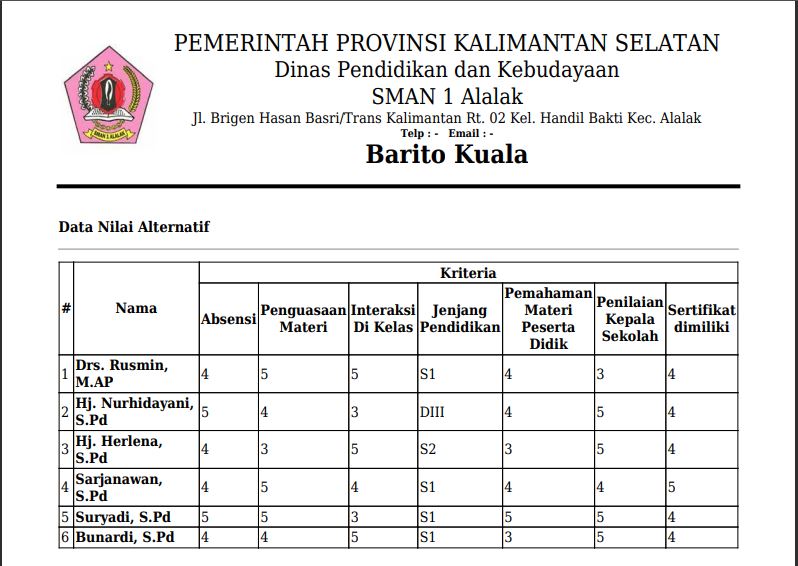 PEMERINTAH PROVINSI KALIMANTAN SELATAN
Dinas Pendidikan dan Kebudayaan
SMAN 1 Alalak
Jl. Brigen Hasan Basri/Trans Kalimantan Rt. 02 Kel. Handil Bakti Kec. Alalak
Telp : - Email : -
Barito Kuala
SMAN 1 ALALAK
Data Nilai Alternatif
# Nama Kriteria
Absensi Penguasaan Materi Interaksi Di Kelas Jenjang Pendidikan Pemahaman Materi Peserta Didik Penilaian Kepala Sekolah Sertifikat dimiliki
1 Drs. Rusmin, M.AP 4 5 5 S1 4 3 4
2 Hj. Nurhidayani, S.Pd 5 4 3 DIII 4 5 4
3 Hj. Herlena, S.Pd 4 3 5 S2 3 5 4
4 Sarjanawan, S.Pd 4 5 4 S1 4 4 5
5 Suryadi, S.Pd 5 5 3 S1 5 5 4
6 Bunardi, S.Pd 4 4 5 S1 3 5 4